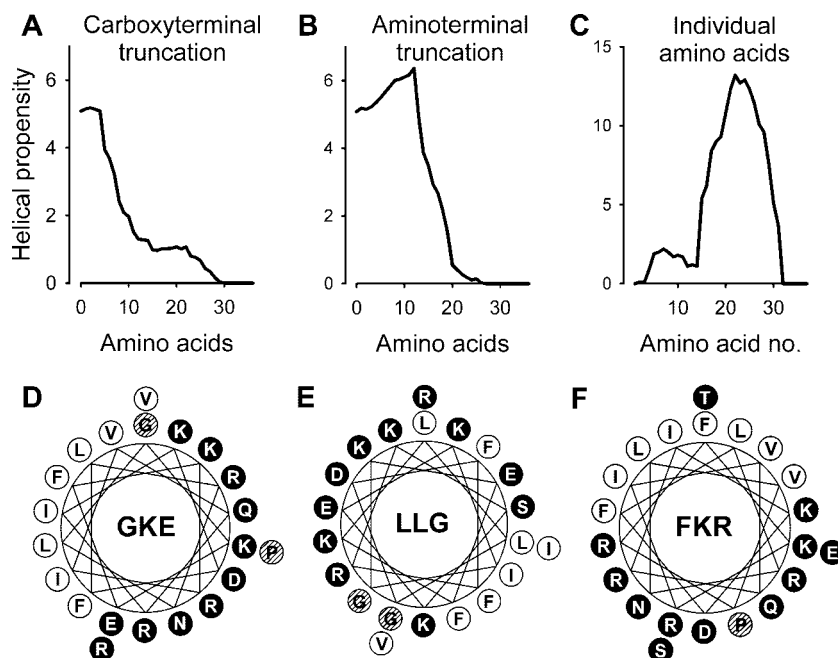 A
Carboxyterminal
truncation
Helical propensity
6
4
2
0
0 10 20 30
Amino acids
B
Aminoterminal
truncation
6
4
2
0
0 10 20 30
Amino acids
C
Individual
amino acids
15
10
5
0
0 10 20 30
Amino acid no.
D
V
V G K
L K
F R
I Q
L GKE K P
I D
F R
E R N R
R
E
R
K L K
K F
D E
E S
K LLG L I
R I
G F
G K F
V
F
T
I F L
L V
I V
F K
R FKR K E
R R
N Q
R D P
S